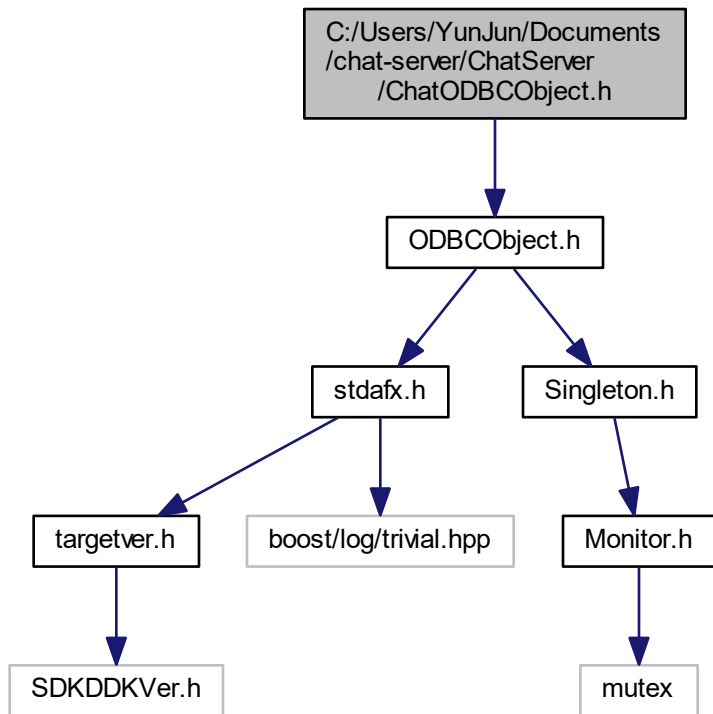 C:/Users/YunJun/Documents
/chat-server/ChatServer
/ChatODBCObject.h
ODBCObject.h
stdafx.h
Singleton.h
targetver.h
boost/log/trivial.hpp
Monitor.h
SDKDDKVer.h
mutex